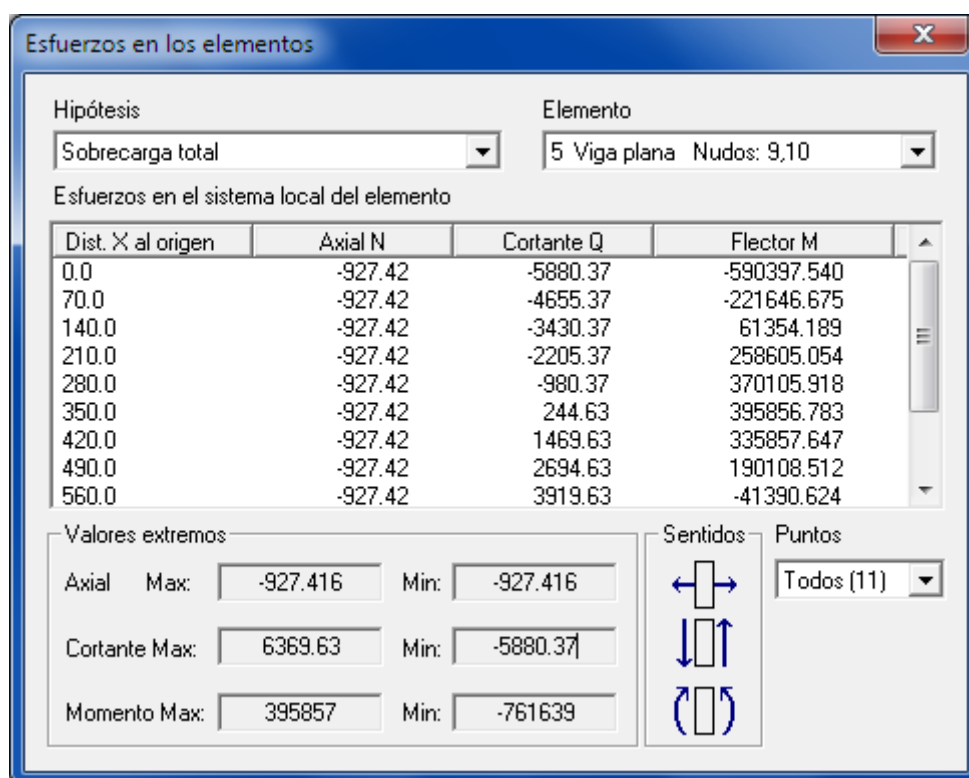 Esfuerzos en los elementos
Hipótesis Elemento
Sobrecarga total 5 Viga plana Nudos: 9,10
Esfuerzos en el sistema local del elemento
Dist. X al origen Axial N Cortante Q Flector M
0.0 -927.42 -5880.37 -590397.540
70.0 -927.42 -4655.37 -221646.675
140.0 -927.42 -3430.37 61354.189
210.0 -927.42 -2205.37 258605.054
280.0 -927.42 -980.37 370105.918
350.0 -927.42 244.63 395856.783
420.0 -927.42 1469.63 335857.647
490.0 -927.42 2694.63 190108.512
560.0 -927.42 3919.63 -41390.624
Valores extremos Sentidos Puntos
Axial Max: -927.416 Min: -927.416 Todos (11)
Cortante Max: 6369.63 Min: -5880.37
Momento Max: 395857 Min: -761639